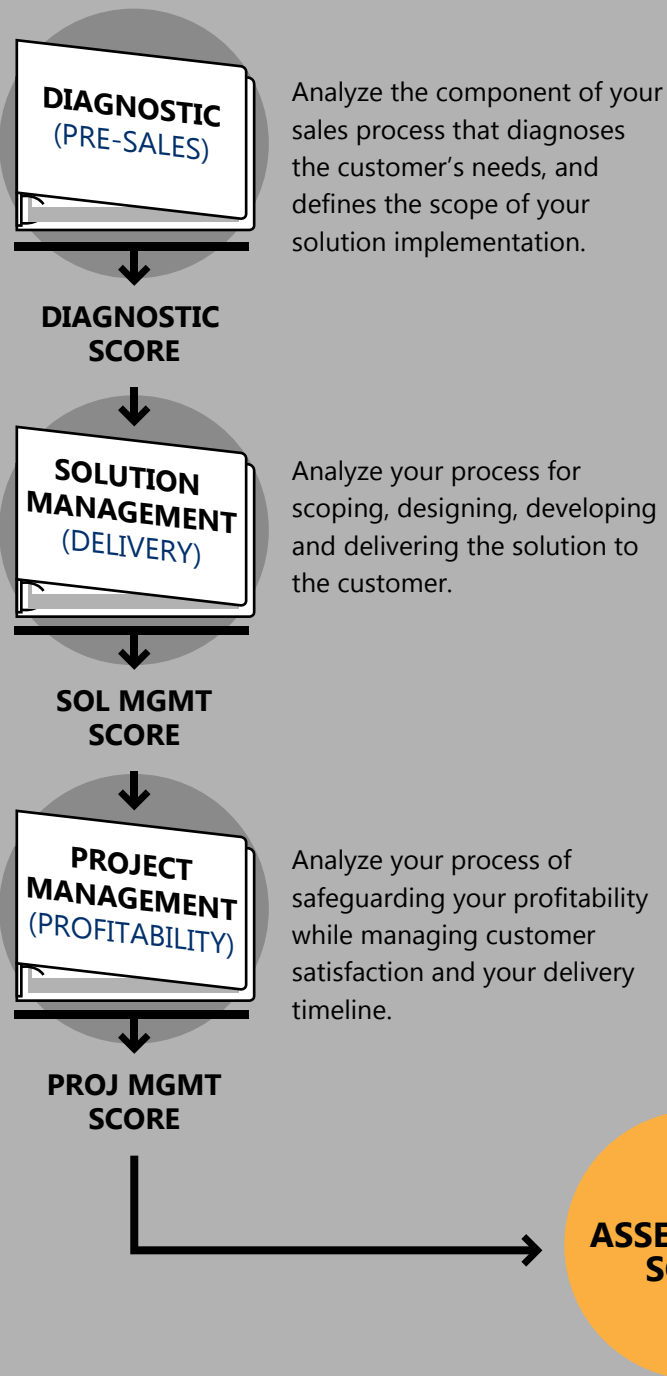 DIAGNOSTIC
(PRE-SALES)
Analyze the component of your
sales process that diagnoses
the customer’s needs, and
defines the scope of your
solution implementation.
DIAGNOSTIC
SCORE
SOLUTION
MANAGEMENT
(DELIVERY)
Analyze your process for
scoping, designing, developing
and delivering the solution to
the customer.
SOL MGMT
SCORE
PROJECT
MANAGEMENT
(PROFITABILITY)
Analyze your process of
safeguarding your profitability
while managing customer
satisfaction and your delivery
timeline.
PROJ MGMT
SCORE